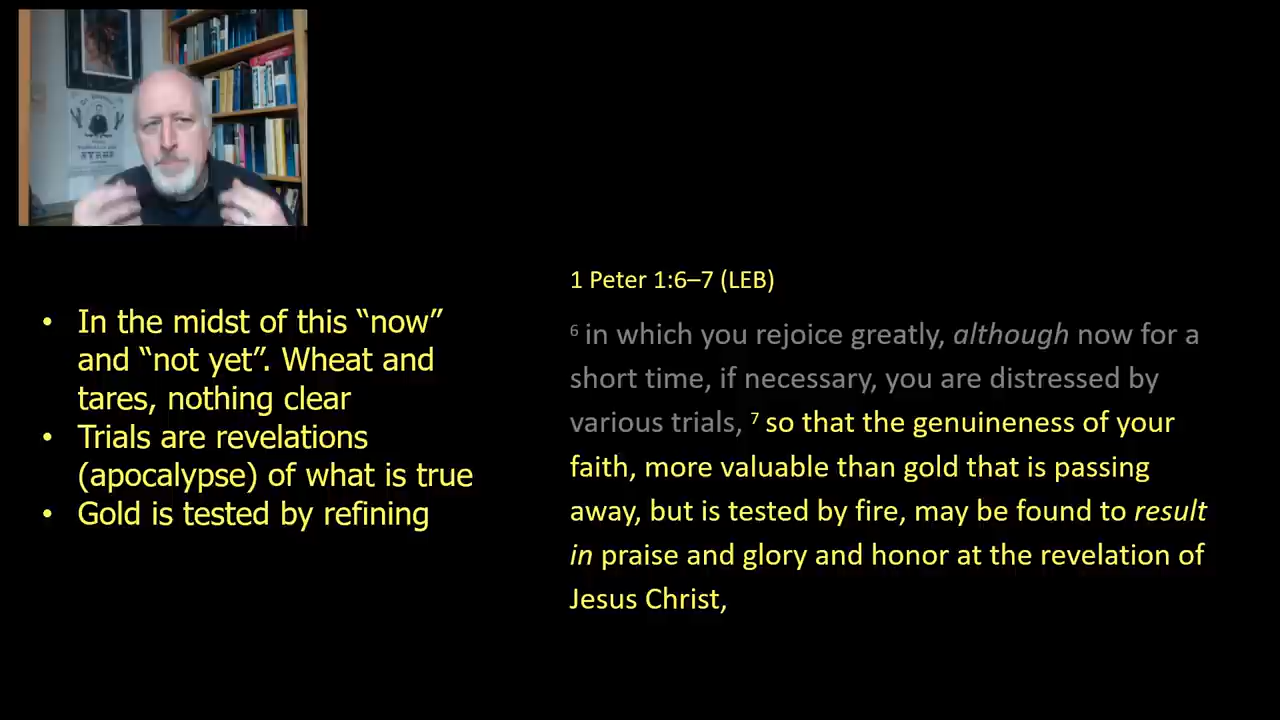 • In the midst of this “now”
and “not yet”. Wheat and
tares, nothing clear
• Trials are revelations
(apocalypse) of what is true
• Gold is tested by refining
1 Peter 1:6–7 (LEB)
6 in which you rejoice greatly, although now for a
short time, if necessary, you are distressed by
various trials, 7 so that the genuineness of your
faith, more valuable than gold that is passing
away, but is tested by fire, may be found to result
in praise and glory and honor at the revelation of
Jesus Christ,